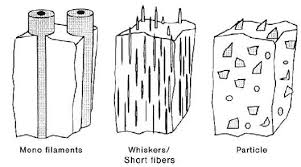 Mono filaments
Whiskers/
Short fibers
Particle